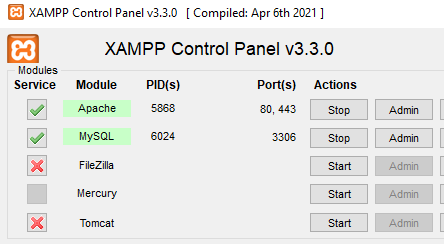 XAMPP Control Panel v3.3.0 [ Compiled: Apr 6th 2021 ]
XAMPP Control Panel v3.3.0
Modules
Service Module PID(s) Port(s) Actions
Apache 5868 80, 443 Stop Admin
MySQL 6024 3306 Stop Admin
FileZilla Start Admin
Mercury Start Admin
Tomcat Start Admin